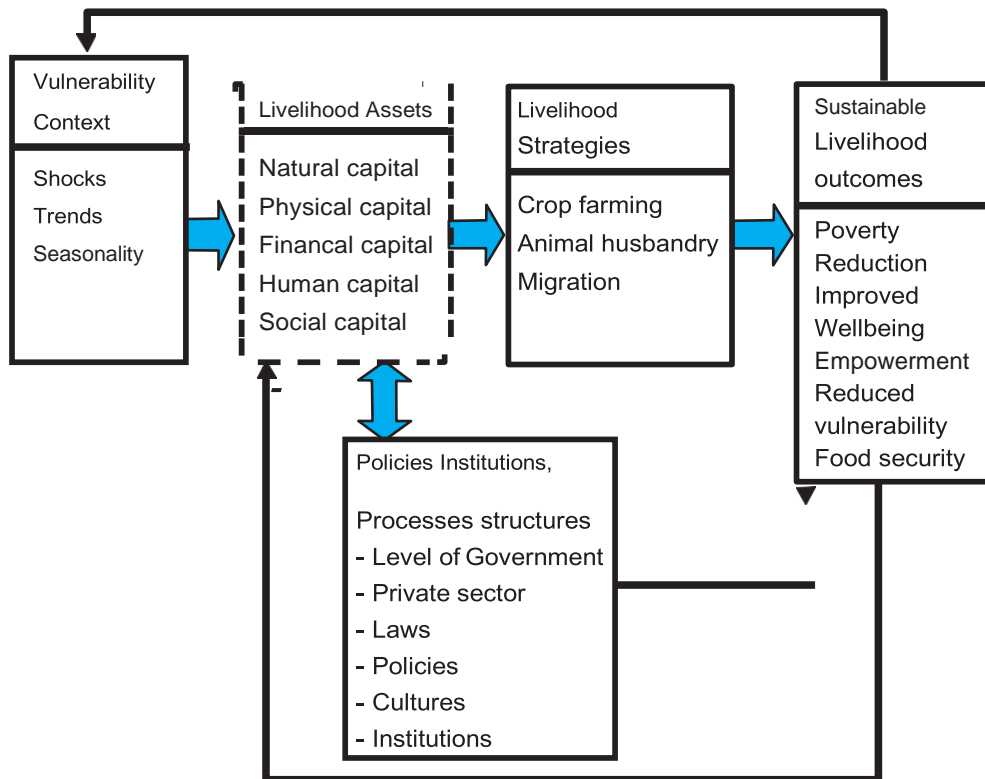 Vulnerability
Context
Shocks
Trends
Seasonality
Livelihood Assets
Natural capital
Physical capital
Financal capital
Human capital
Social capital
Livelihood
Strategies
Crop farming
Animal husbandry
Migration
Sustainable
Livelihood
outcomes
Poverty
Reduction
Improved
Wellbeing
Empowerment
Reduced
vulnerability
Food security
Policies Institutions,
Processes structures
- Level of Government
- Private sector
- Laws
- Policies
- Cultures
- Institutions